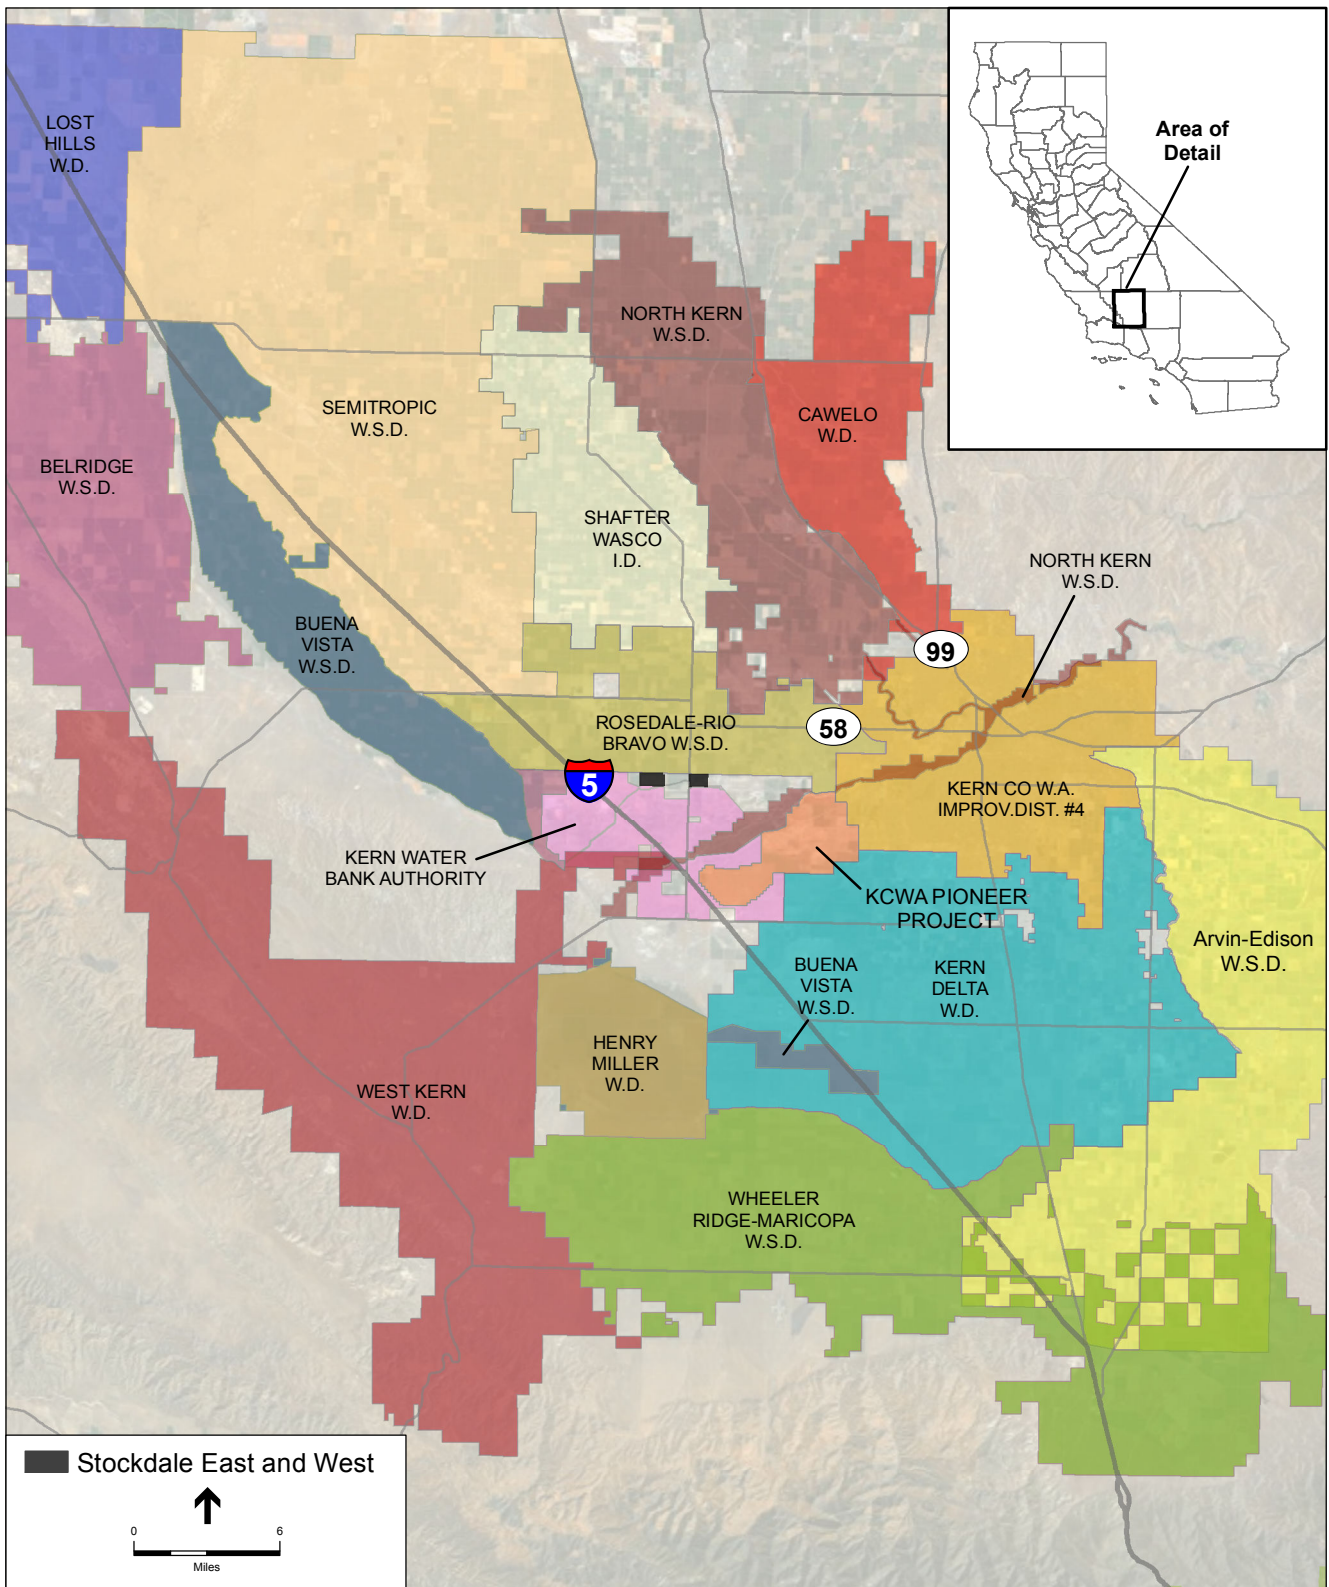 LOST
HILLS
W.D.
Area of
Detail
NORTH KERN
W.S.D.
SEMITROPIC
W.S.D.
CAWELO
W.D.
BELRIDGE
W.S.D.
SHAFTER
WASCO
I.D.
NORTH KERN
W.S.D.
BUENA
VISTA
W.S.D.
99
ROSEDALE-RIO
BRAVO W.S.D.
58
5
KERN CO W.A.
IMPROV.DIST. #4
KERN WATER
BANK AUTHORITY
KCWA PIONEER
PROJECT
Arvin-Edison
W.S.D.
BUENA
VISTA
W.S.D.
KERN
DELTA
W.D.
HENRY
MILLER
W.D.
WEST KERN
W.D.
WHEELER
RIDGE-MARICOPA
W.S.D.
Stockdale East and West
0 6
Miles